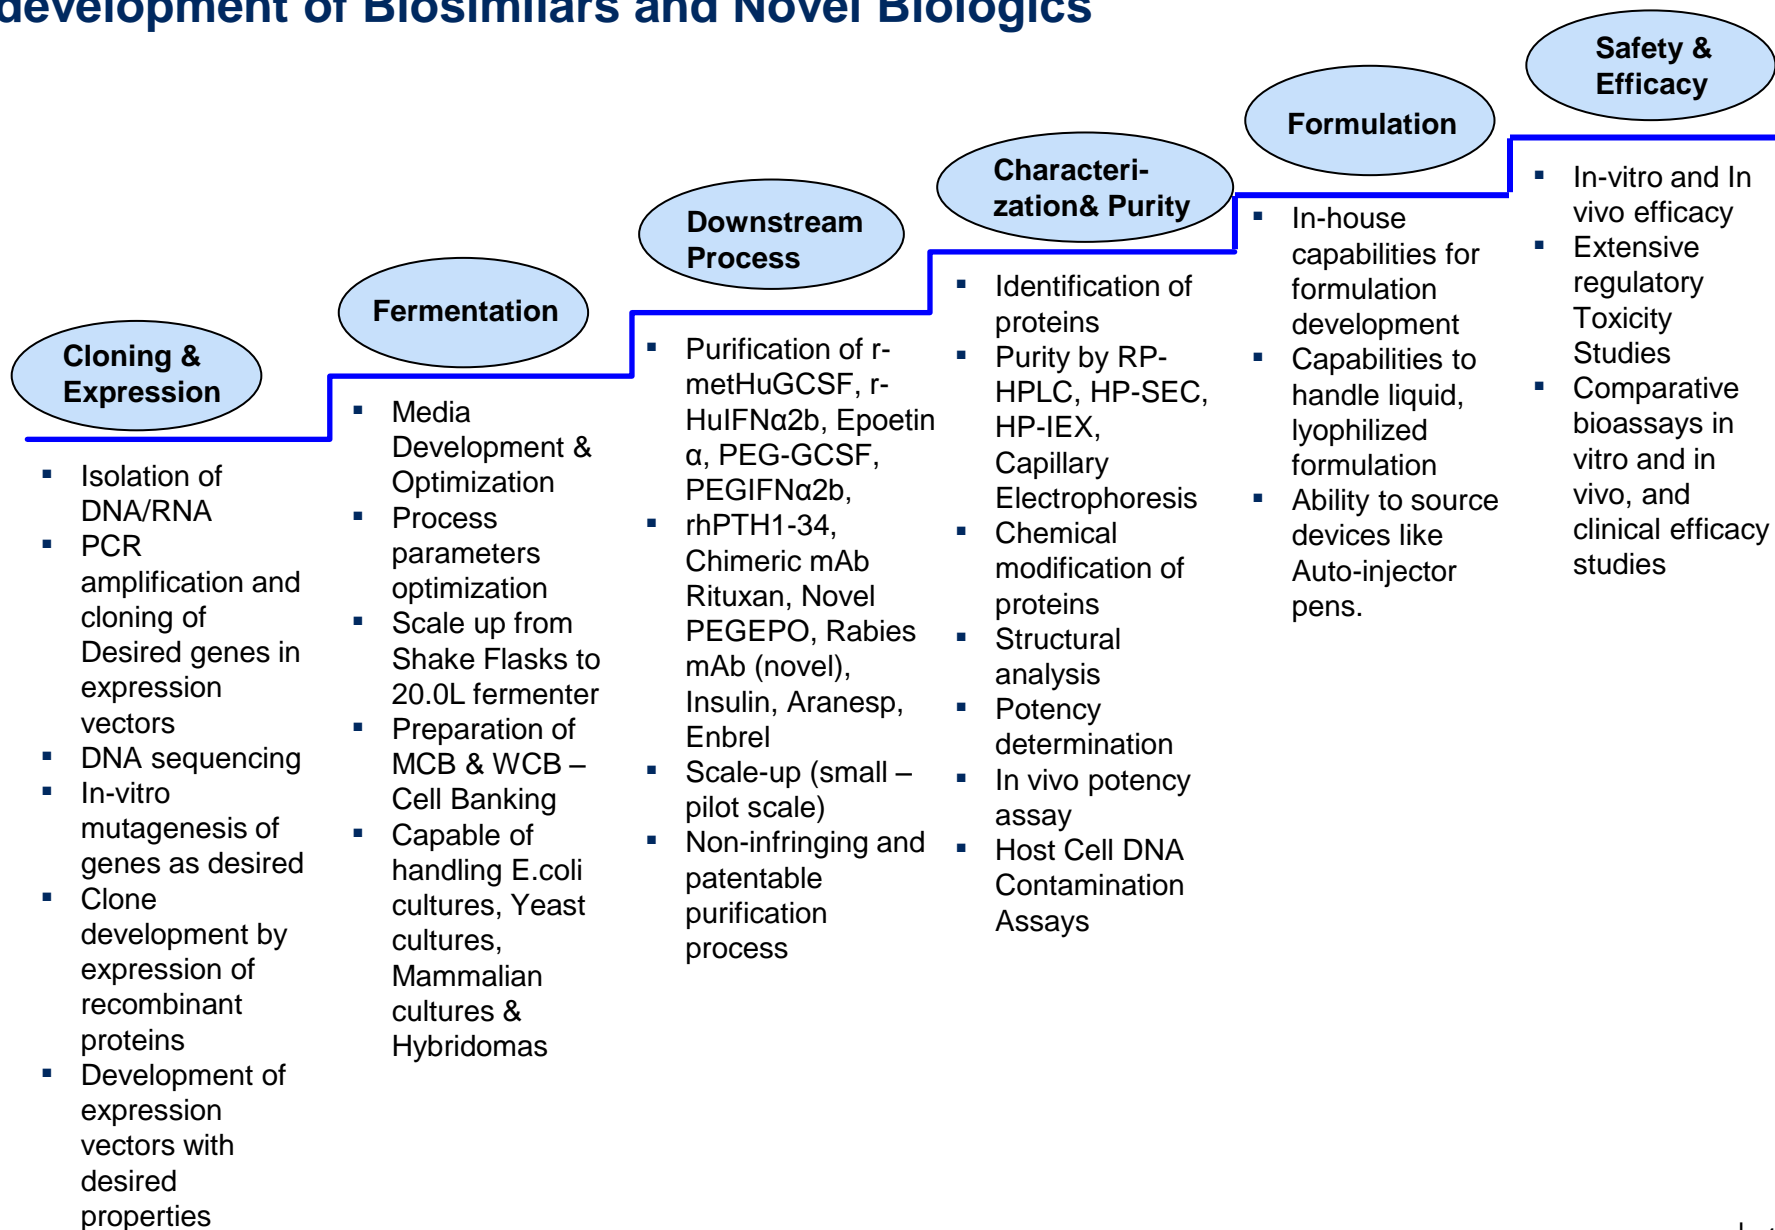 development of Biosimilars and Novel Biologics
Cloning &
Expression
▪ Isolation of
DNA/RNA
▪ PCR
amplification and
cloning of
Desired genes in
expression
vectors
▪ DNA sequencing
▪ In-vitro
mutagenesis of
genes as desired
▪ Clone
development by
expression of
recombinant
proteins
▪ Development of
expression
vectors with
desired
properties
Fermentation
▪ Media
Development &
Optimization
▪ Process
parameters
optimization
▪ Scale up from
Shake Flasks to
20.0L fermenter
▪ Preparation of
MCB & WCB –
Cell Banking
▪ Capable of
handling E.coli
cultures, Yeast
cultures,
Mammalian
cultures &
Hybridomas
Downstream
Process
▪ Purification of r-
metHuGCSF, r-
HuIFNα2b, Epoetin
α, PEG-GCSF,
PEGIFNα2b,
▪ rhPTH1-34,
Chimeric mAb
Rituxan, Novel
PEGEPO, Rabies
mAb (novel),
Insulin, Aranesp,
Enbrel
▪ Scale-up (small –
pilot scale)
▪ Non-infringing and
patentable
purification
process
Characteri-
zation& Purity
▪ Identification of
proteins
▪ Purity by RP-
HPLC, HP-SEC,
HP-IEX,
Capillary
Electrophoresis
▪ Chemical
modification of
proteins
▪ Structural
analysis
▪ Potency
determination
▪ In vivo potency
assay
▪ Host Cell DNA
Contamination
Assays
Formulation
▪ In-house
capabilities for
formulation
development
▪ Capabilities to
handle liquid,
lyophilized
formulation
▪ Ability to source
devices like
Auto-injector
pens.
Safety &
Efficacy
▪ In-vitro and In
vivo efficacy
▪ Extensive
regulatory
Toxicity
Studies
▪ Comparative
bioassays in
vitro and in
vivo, and
clinical efficacy
studies